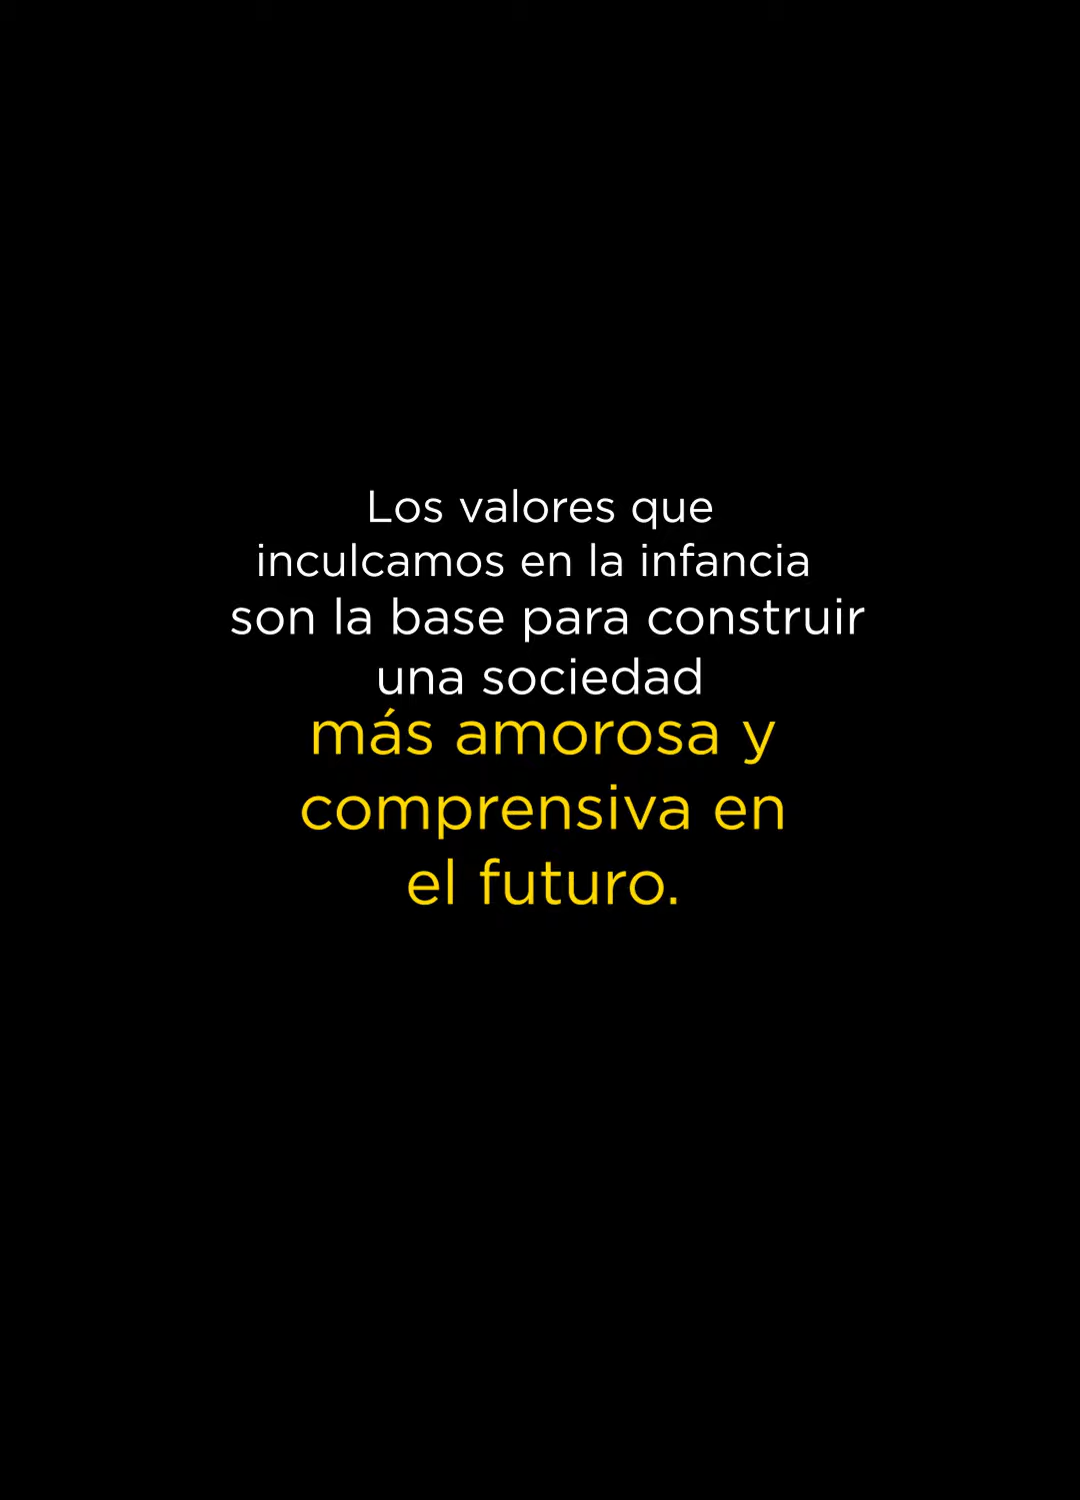 Los valores que
inculcamos en la infancia
son la base para construir
una sociedad
más amorosa y
comprensiva en
el futuro.